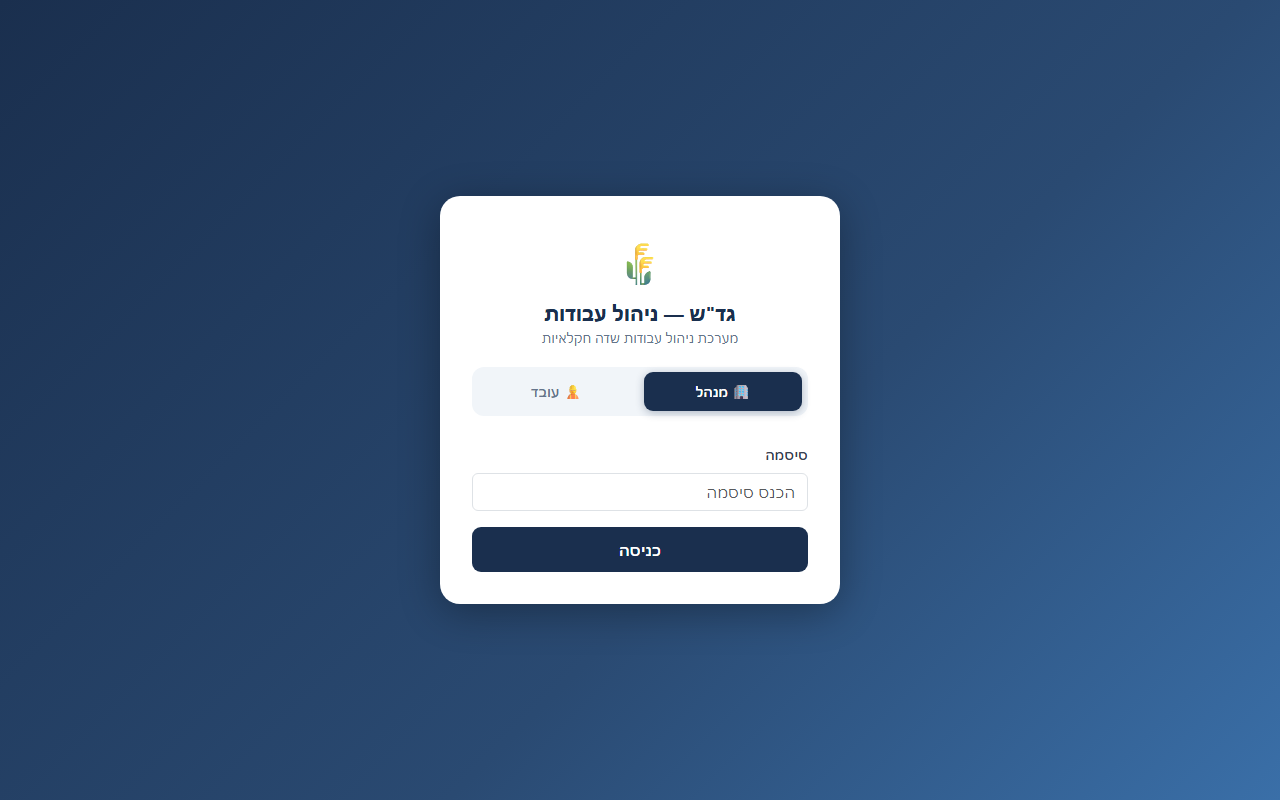 גד"ש — ניהול עבודות
מערכת ניהול עבודות שדה חקלאיות
מנהל
עובד
סיסמה
הכנס סיסמה
כניסה